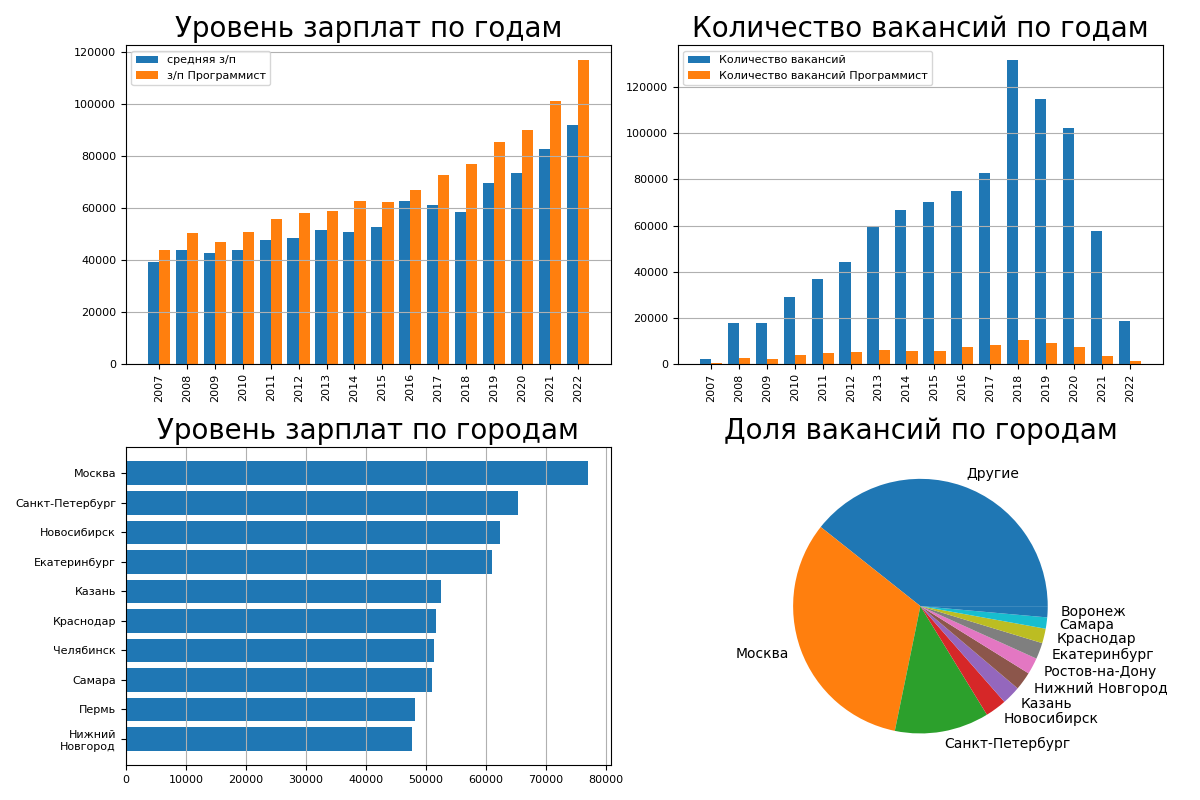 Уровень зарплат по годам
120000
100000
80000
60000
40000
20000
0
средняя з/п
з/п Программист
2007 2008 2009 2010 2011 2012 2013 2014 2015 2016 2017 2018 2019 2020 2021 2022
Количество вакансий по годам
120000
100000
80000
60000
40000
20000
0
Количество вакансий
Количество вакансий Программист
2007 2008 2009 2010 2011 2012 2013 2014 2015 2016 2017 2018 2019 2020 2021 2022
Уровень зарплат по городам
Москва
Санкт-Петербург
Новосибирск
Екатеринбург
Казань
Краснодар
Челябинск
Самара
Пермь
Нижний
Новгород
0 10000 20000 30000 40000 50000 60000 70000 80000
Доля вакансий по городам
Другие
Москва
Воронеж
Самара
Краснодар
Екатеринбург
Ростов-на-Дону
Нижний Новгород
Казань
Новосибирск
Санкт-Петербург